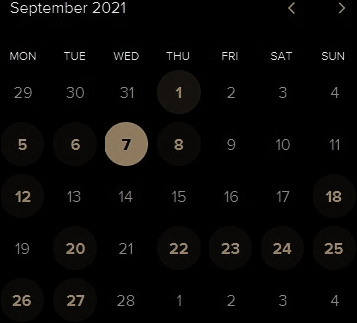 September 2021
MON TUE WED THU FRI SAT SUN
29 30 31 1 2 3 4
5 6 7 8 9 10 11
12 13 14 15 16 17 18
19 20 21 22 23 24 25
26 27 28 1 2 3 4